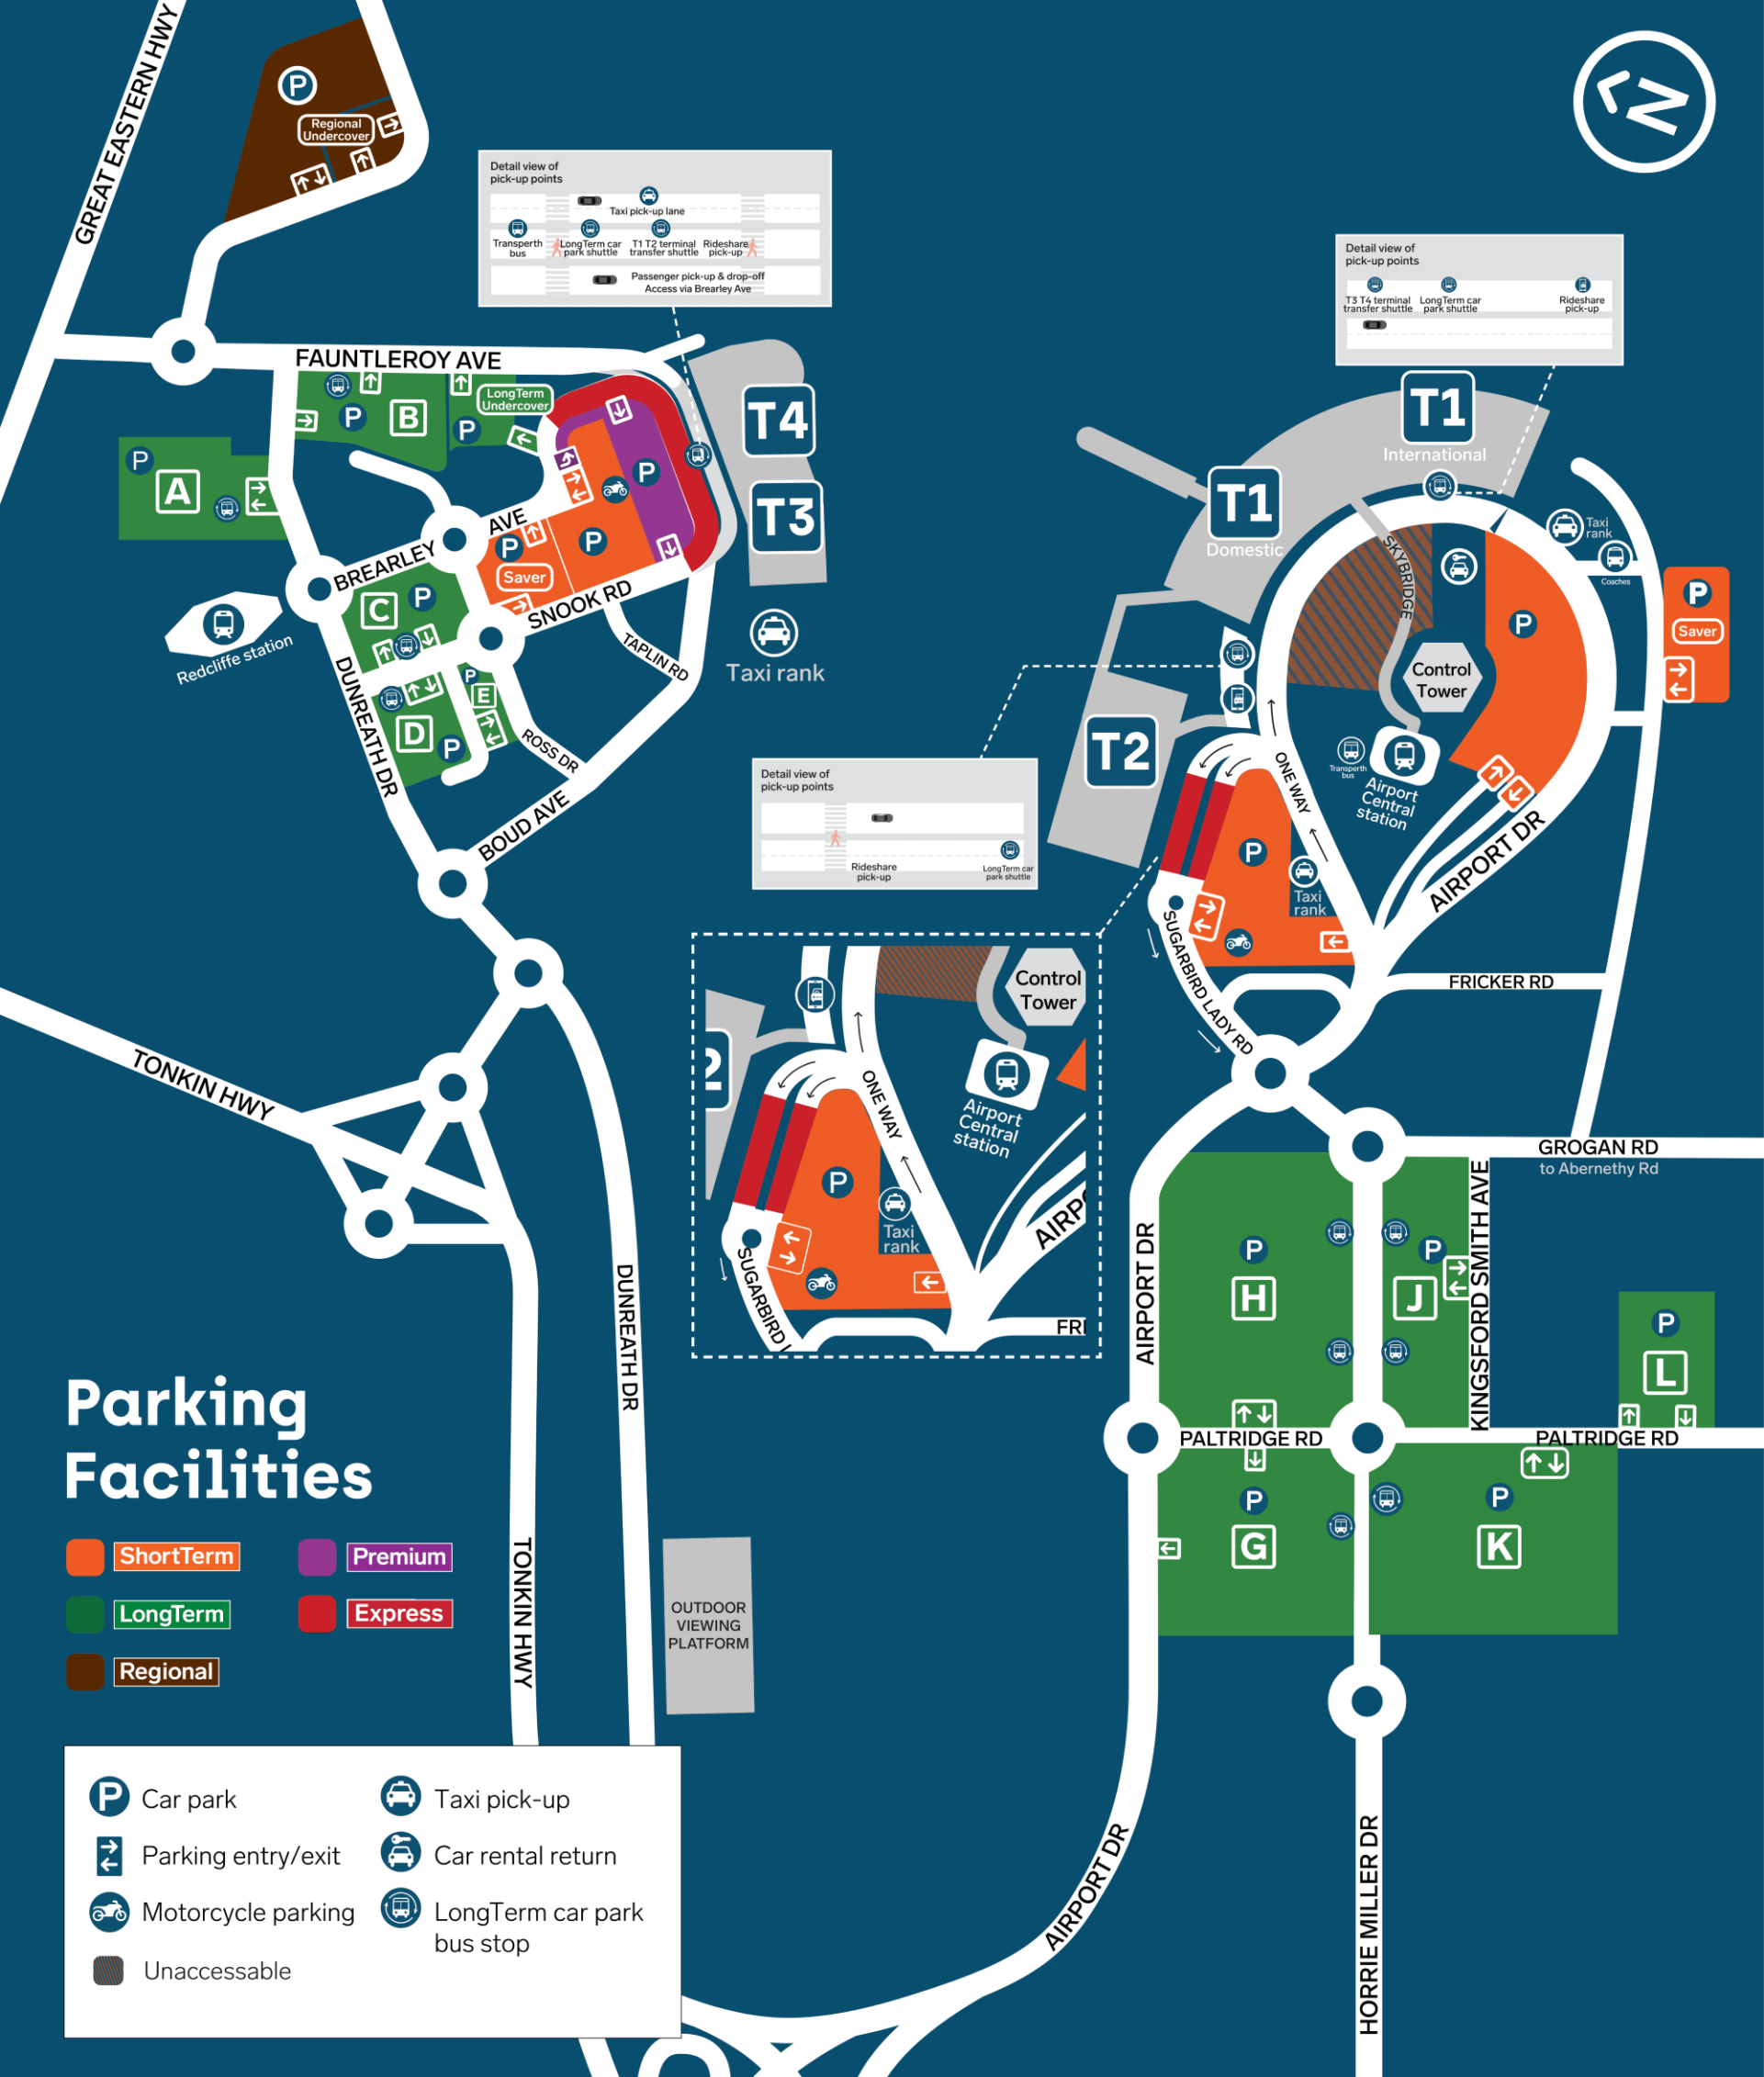 GREAT EASTERN HWY
P
Regional
Undercover
N
Detail view of
pick-up points
Taxi pick-up lane
Transperth
bus
LongTerm car
park shuttle
T1 T2 terminal
transfer shuttle
Rideshare
pick-up
Passenger pick-up & drop-off
Access via Brearley Ave
Detail view of
pick-up points
T3 T4 terminal
transfer shuttle
LongTerm car
park shuttle
Rideshare
pick-up
FAUNTLEROY AVE
P
B
P
LongTerm
Undercover
T4
T3
P
A
P
P
P
Saver
BREARLEY AVE
SNOOK RD
TAPLIN RD
Taxi rank
Redcliffe station
C
P
P
E
D
P
DUNREATH DR
ROSS DR
BOUD AVE
T1
International
T1
Domestic
SKYBRIDGE
Taxi
rank
Coaches
P
P
Saver
Control
Tower
T2
Transperth
bus
Airport
Central
station
ONE WAY
P
Taxi
rank
AIRPORT DR
SUGARBIRD LADY RD
FRICKER RD
Detail view of
pick-up points
Rideshare
pick-up
LongTerm car
park shuttle
Control
Tower
2
Airport
Central
station
ONE WAY
P
Taxi
rank
AIRPO
SUGARBIRD L
FRI
TONKIN HWY
GROGAN RD
to Abernethy Rd
AIRPORT DR
P
H
P
J
KINGSFORD SMITH AVE
P
L
PALTRIDGE RD
PALTRIDGE RD
P
G
P
K
DUNREATH DR
TONKIN HWY
OUTDOOR
VIEWING
PLATFORM
AIRPORT DR
HORRIE MILLER DR
Parking
Facilities
ShortTerm
Premium
LongTerm
Express
Regional
P
Car park
Taxi pick-up
Parking entry/exit
Car rental return
Motorcycle parking
LongTerm car park
bus stop
Unaccessable